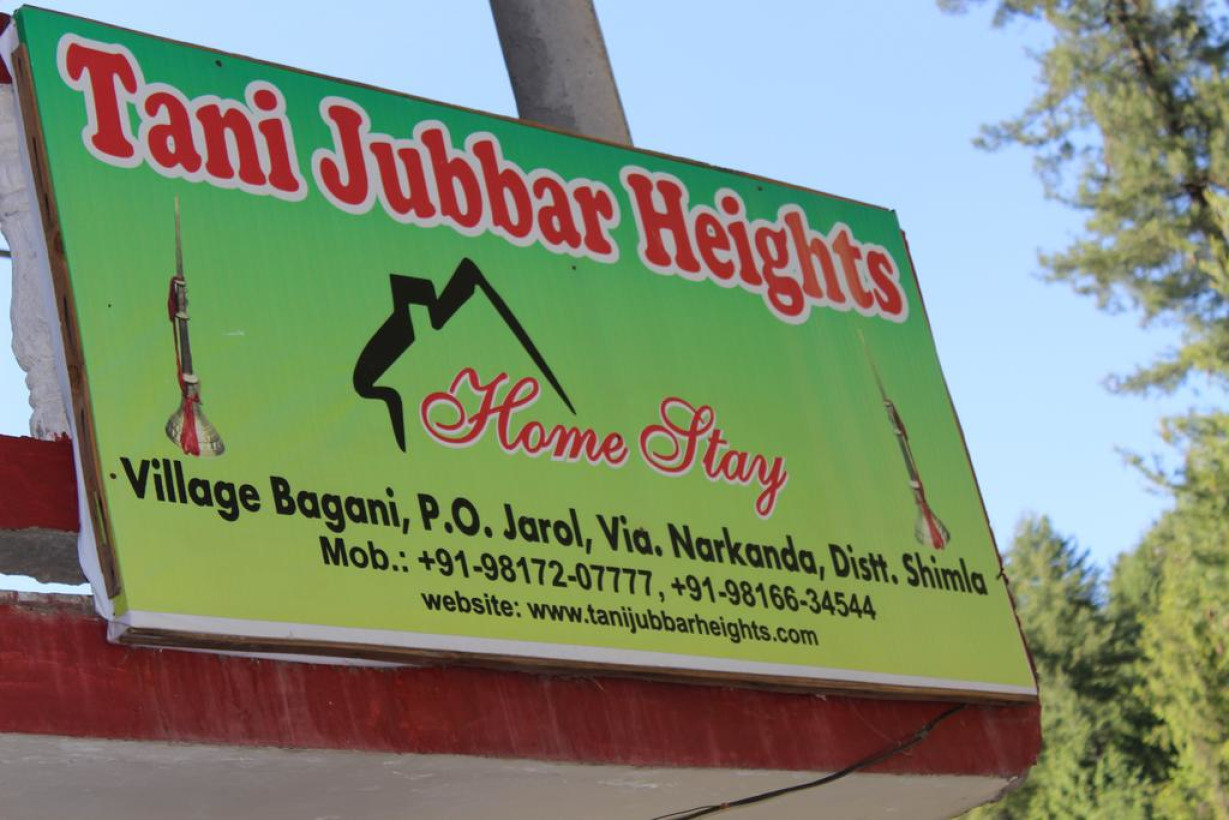 Tani Jubbar Heights
Home Stay
Village Bagani, P.O. Jarol, Via. Narkanda, Distt. Shimla
Mob.: +91-98172-07777, +91-98166-34544
website: www.tanijubbarheights.com